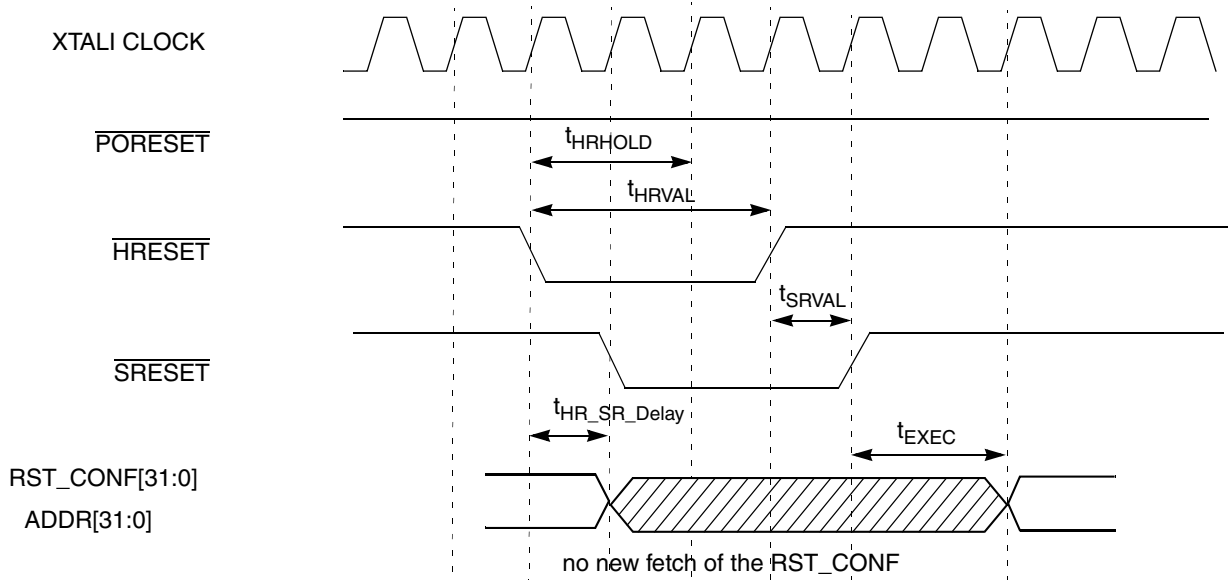 XTALI CLOCK
PORESET
tHRHOLD
tHRVAL
HRESET
tSRVAL
SRESET
tHR_SR_Delay
tEXEC
RST_CONF[31:0]
ADDR[31:0]
no new fetch of the RST_CONF